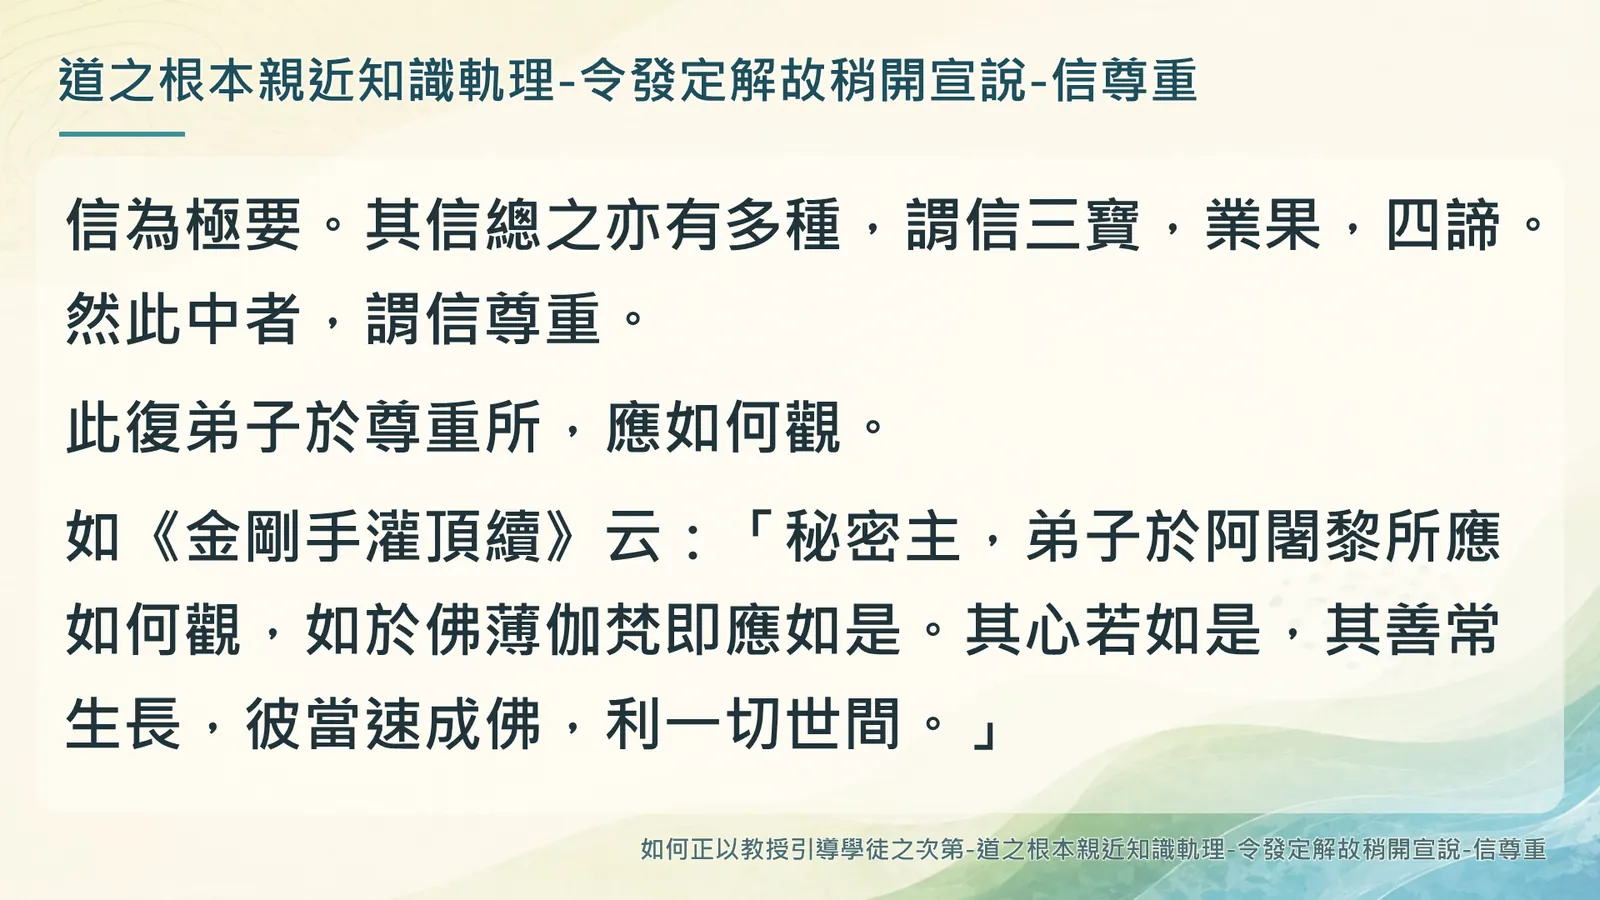 道之根本親近知識軌理-令發定解故稍開宣說-信尊重
信為極要。其信總之亦有多種，謂信三寶，業果，四諦。
然此中者，謂信尊重。
此復弟子於尊重所，應如何觀。
如《金剛手灌頂續》云：「秘密主，弟子於阿闍黎所應
如何觀，如於佛薄伽梵即應如是。其心若如是，其善常
生長，彼當速成佛，利一切世間。」
如何正以教授引導學徒之次第-道之根本親近知識軌理-令發定解故稍開宣說-信尊重